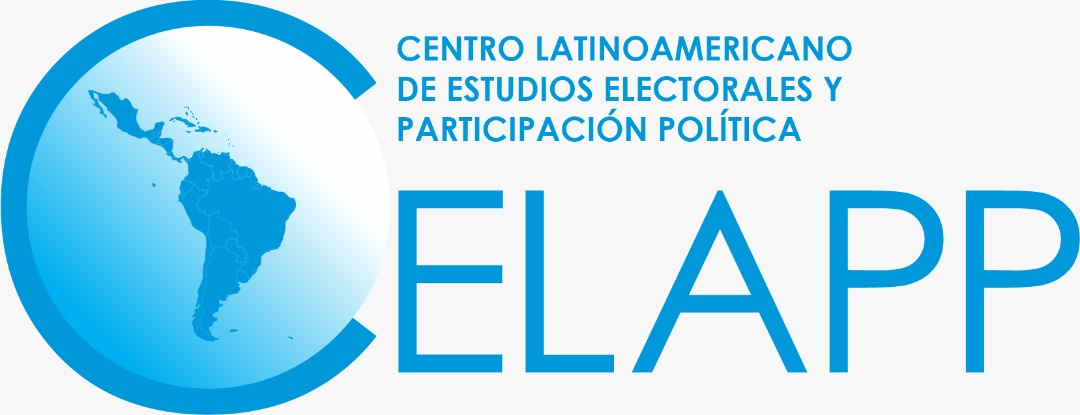 CENTRO LATINOAMERICANO
DE ESTUDIOS ELECTORALES Y
PARTICIPACIÓN POLÍTICA
CELAPP